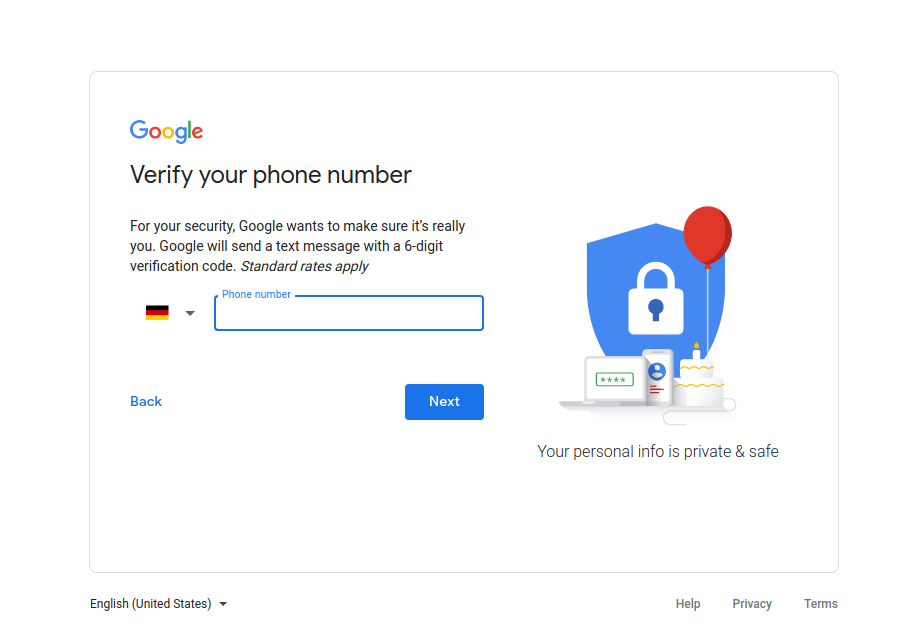 Google
Verify your phone number
For your security, Google wants to make sure it’s really
you. Google will send a text message with a 6-digit
verification code. Standard rates apply
Phone number
Back
Next
****
Your personal info is private & safe
English (United States)
Help
Privacy
Terms